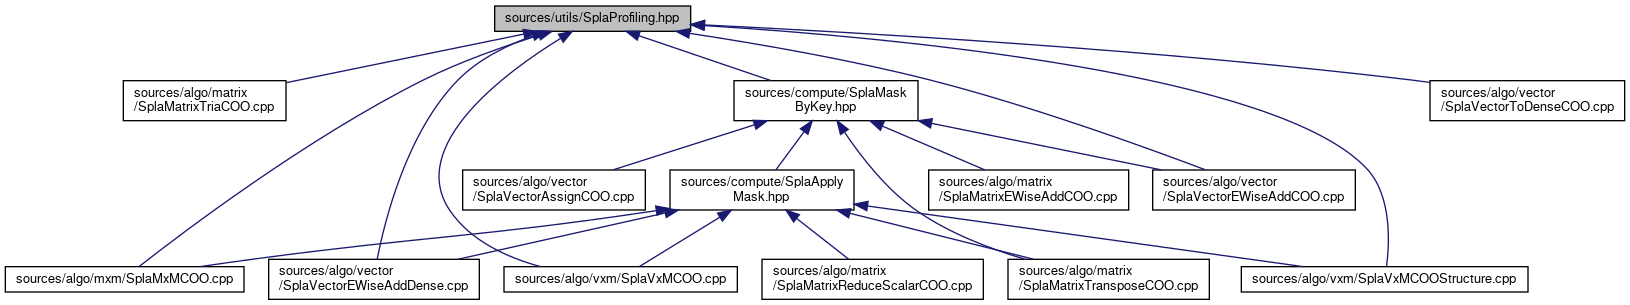 sources/utils/SplaProfiling.hpp
sources/algo/matrix
/SplaMatrixTriaCOO.cpp
sources/compute/SplaMask
ByKey.hpp
sources/algo/vector
/SplaVectorToDenseCOO.cpp
sources/algo/vector
/SplaVectorAssignCOO.cpp
sources/compute/SplaApply
Mask.hpp
sources/algo/matrix
/SplaMatrixEWiseAddCOO.cpp
sources/algo/vector
/SplaVectorEWiseAddCOO.cpp
sources/algo/mxm/SplaMxMCOO.cpp
sources/algo/vector
/SplaVectorEWiseAddDense.cpp
sources/algo/vxm/SplaVxMCOO.cpp
sources/algo/matrix
/SplaMatrixReduceScalarCOO.cpp
sources/algo/matrix
/SplaMatrixTransposeCOO.cpp
sources/algo/vxm/SplaVxMCOOStructure.cpp